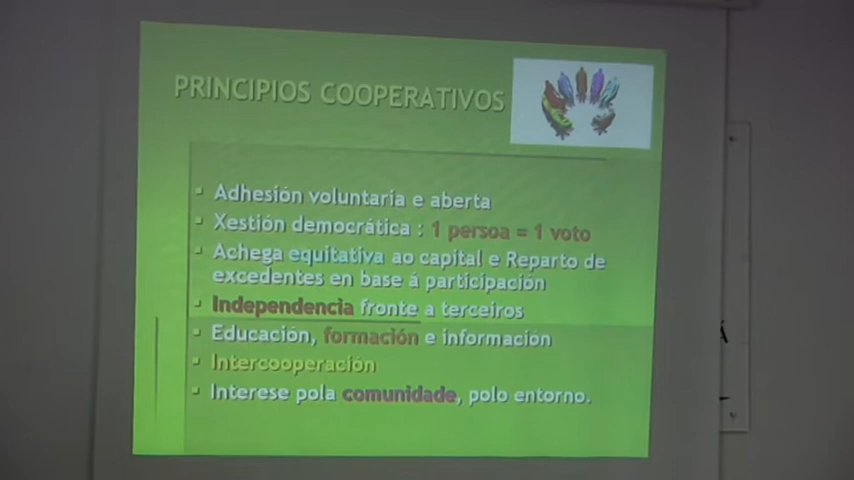 PRINCIPIOS COOPERATIVOS
▪ Adhesión voluntaria e aberta
▪ Xestión democrática : 1 persoa = 1 voto
▪ Achega equitativa ao capital e Reparto de
excedentes en base á participación
▪ Independencia fronte a terceiros
▪ Educación, formación e información
▪ Intercooperación
▪ Interese pola comunidade, polo entorno.